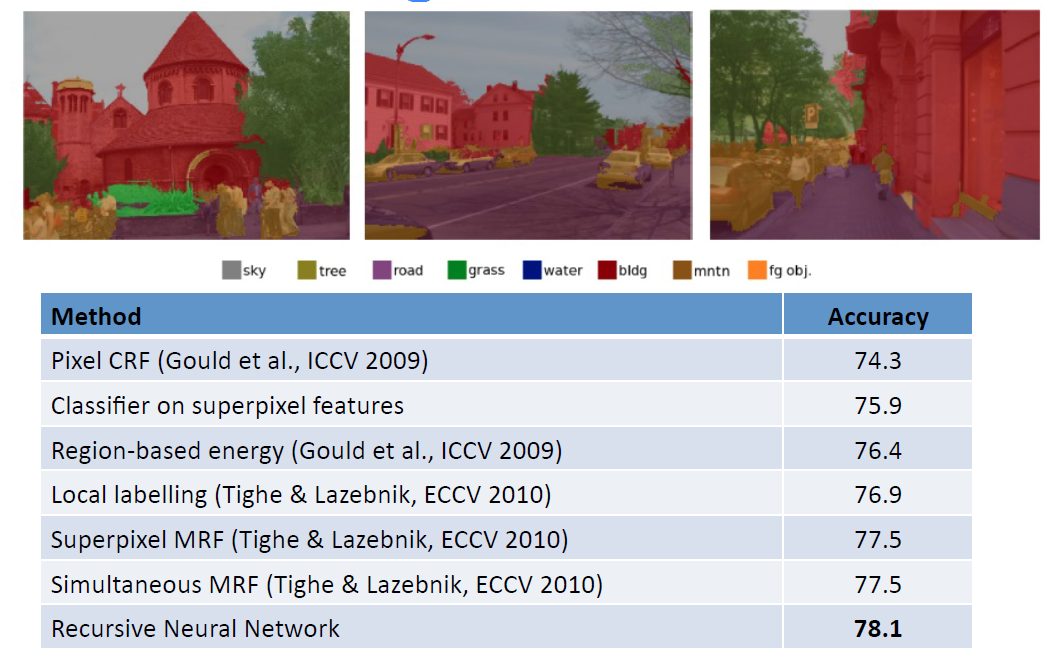 P
sky tree road grass water bldg mntn fg obj.
Method Accuracy
Pixel CRF (Gould et al., ICCV 2009) 74.3
Classifier on superpixel features 75.9
Region-based energy (Gould et al., ICCV 2009) 76.4
Local labelling (Tighe & Lazebnik, ECCV 2010) 76.9
Superpixel MRF (Tighe & Lazebnik, ECCV 2010) 77.5
Simultaneous MRF (Tighe & Lazebnik, ECCV 2010) 77.5
Recursive Neural Network 78.1